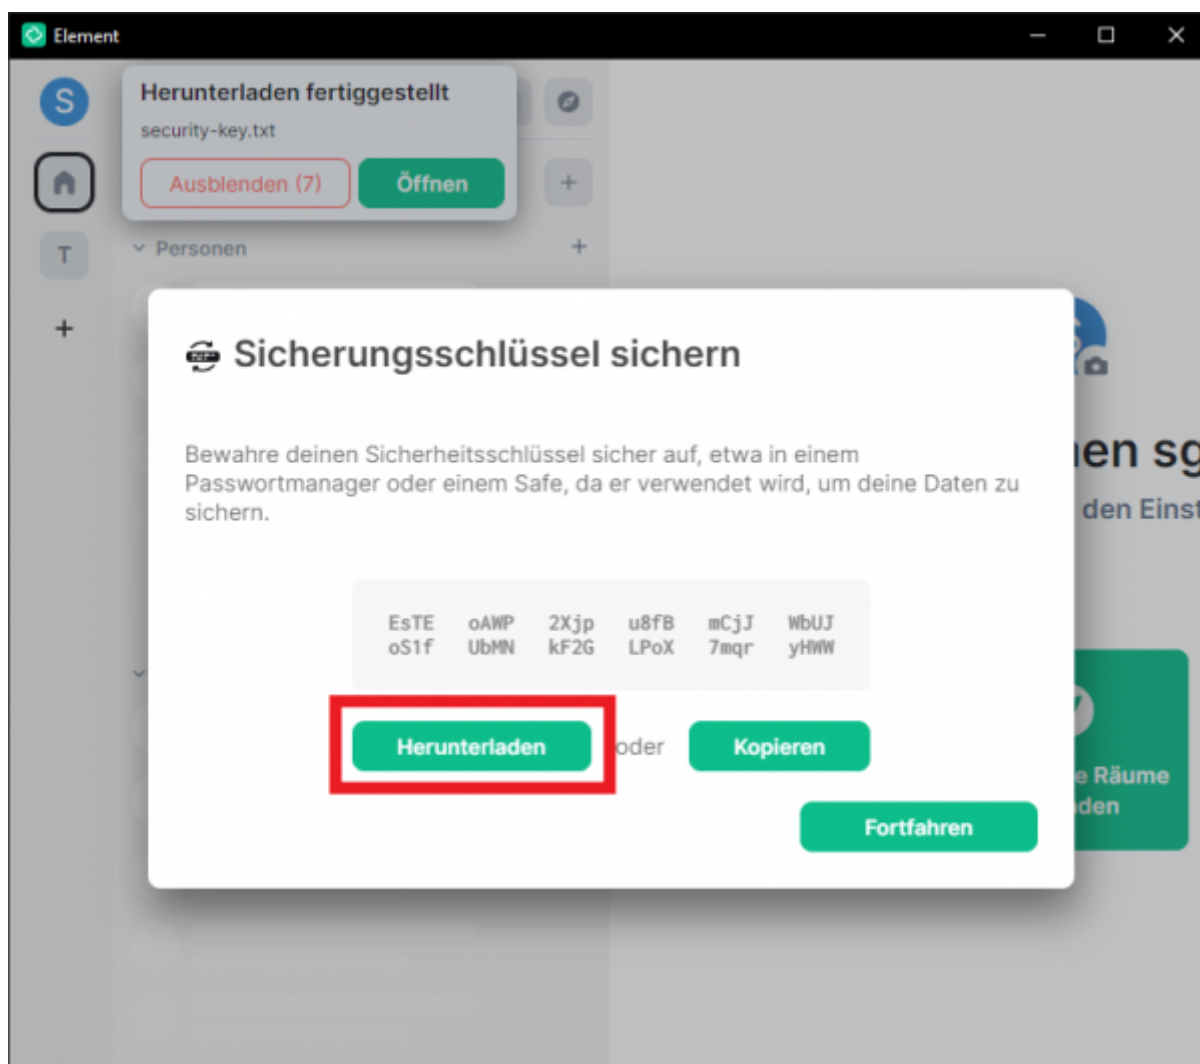 Element
S
Herunterladen fertiggestellt
security-key.txt
Ausblenden (7)
Öffnen
T
Personen
Sicherungsschlüssel sichern
Bewahre deinen Sicherheitsschlüssel sicher auf, etwa in einem
Passwortmanager oder einem Safe, da er verwendet wird, um deine Daten zu
sichern.
EsTE oAWP 2Xjp u8fB mCjJ WbUJ
oS1f UbMN kF2G LPoX 7mqr yHWW
Herunterladen oder Kopieren
Fortfahren
en sg
den Einst
e Räume
den